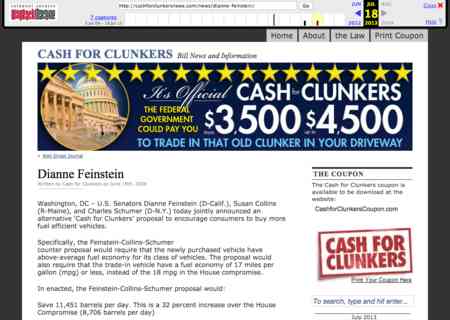 INTERNET ARCHIVE
http://cashforclunkersnews.com/news/dianne-feinstein/
JUN JUL AUG
Close
7 captures
18
2012 2013 2014
Help
Home About the Law Print Coupon
CASH FOR CLUNKERS Bill News and Information
It's Official CASH for CLUNKERS
THE FEDERAL
GOVERNMENT
COULD PAY YOU
from $3,500 up to $4,500
TO TRADE IN THAT OLD CLUNKER IN YOUR DRIVEWAY
« Wall Street Journal
Dianne Feinstein
Written by Cash for Clunkers on June 18th, 2009
Washington, DC – U.S. Senators Dianne Feinstein (D-Calif.), Susan Collins
(R-Maine), and Charles Schumer (D-N.Y.) today jointly announced an
alternative 'Cash for Clunkers' proposal to encourage consumers to buy more
fuel efficient vehicles.
Specifically, the Feinstein-Collins-Schumer
counter proposal would require that the newly purchased vehicle have
above-average fuel economy for its class of vehicles. The proposal would
also require that the trade-in vehicle have a fuel economy of 17 miles per
gallon (mpg) or less, instead of the 18 mpg in the House compromise.
In enacted, the Feinstein-Collins-Schumer proposal would:
Save 11,451 barrels per day. This is a 32 percent increase over the House
Compromise (8,706 barrels per day)
THE COUPON
The Cash for Clunkers coupon is
available to be download at the
website:
CashforClunkersCoupon.com
CASH FOR
CLUNKERS
Print Your Coupon Here
To search, type and hit enter...
July 2013